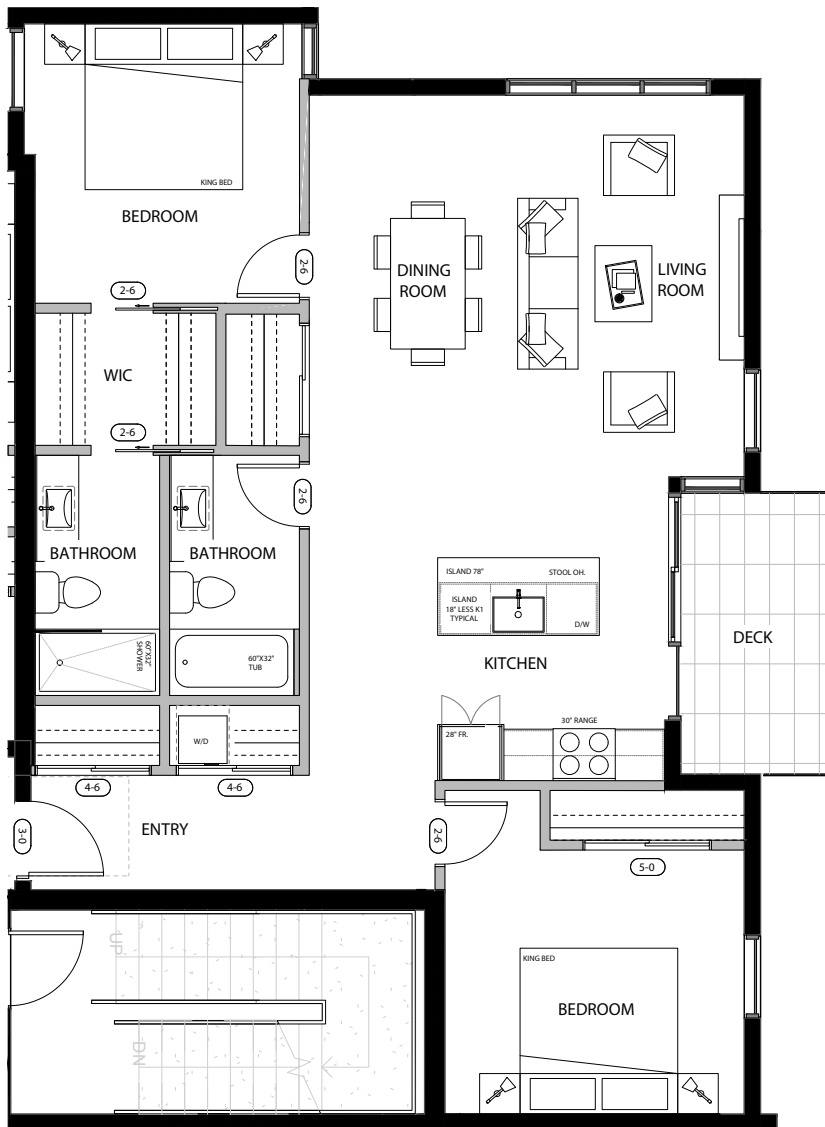 KING BED
BEDROOM
2-6
DINING
ROOM
LIVING
ROOM
2-6
WIC
2-6
2-6
BATHROOM
BATHROOM
ISLAND 78"
STOOL OH.
ISLAND
18" LESS K1
TYPICAL
D/W
DECK
60"X32"
SHOWER
60"X32"
TUB
KITCHEN
30" RANGE
28" FR.
W/D
4-6
4-6
3-0
ENTRY
2-6
5-0
UP
KING BED
BEDROOM
DN